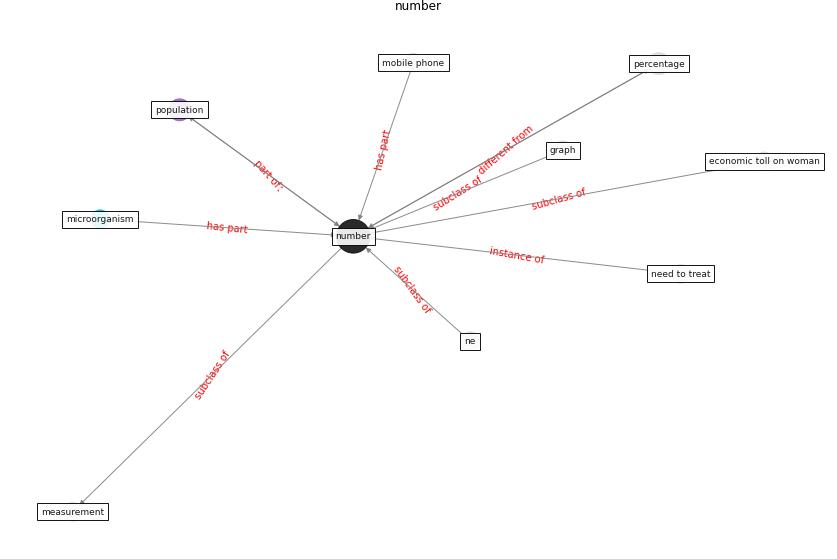 number
mobile phone
percentage
population
has part
different from
graph
economic toll on woman
part of;
subclass of
subclass of
microorganism
has part
number
instance of
need to treat
subclass of
ne
subclass of
measurement